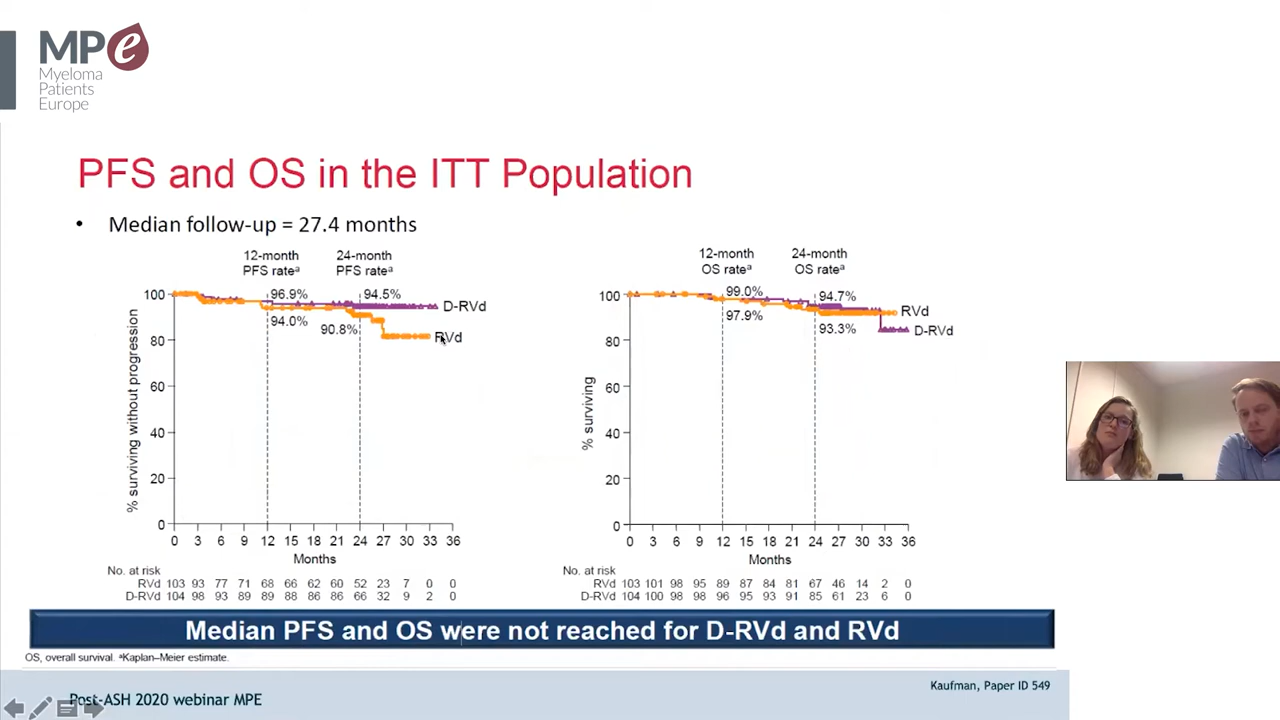 MPe
Myeloma
Patients
Europe
PFS and OS in the ITT Population
• Median follow-up = 27.4 months
12-month
PFS rateª
24-month
PFS rateª
100
80
60
40
20
0
% surviving without progression
96.9%
94.5%
94.0%
90.8%
D-RVd
RVd
0 3 6 9 12 15 18 21 24 27 30 33 36
Months
No. at risk
RVd 103 93 77 71 68 66 62 60 52 23 7 0 0
D-RVd 104 98 93 89 89 88 86 86 66 32 9 2 0
12-month
OS rateª
24-month
OS rateª
100
80
60
40
20
0
% surviving
99.0%
94.7%
97.9%
93.3%
RVd
D-RVd
0 3 6 9 12 15 18 21 24 27 30 33 36
Months
No. at risk
RVd 103 101 98 95 89 87 84 81 67 46 14 2 0
D-RVd 104 100 98 98 96 95 93 91 85 61 23 6 0
Median PFS and OS were not reached for D-RVd and RVd
OS, overall survival. ªKaplan–Meier estimate.
Kaufman, Paper ID 549
Post-ASH 2020 webinar MPE